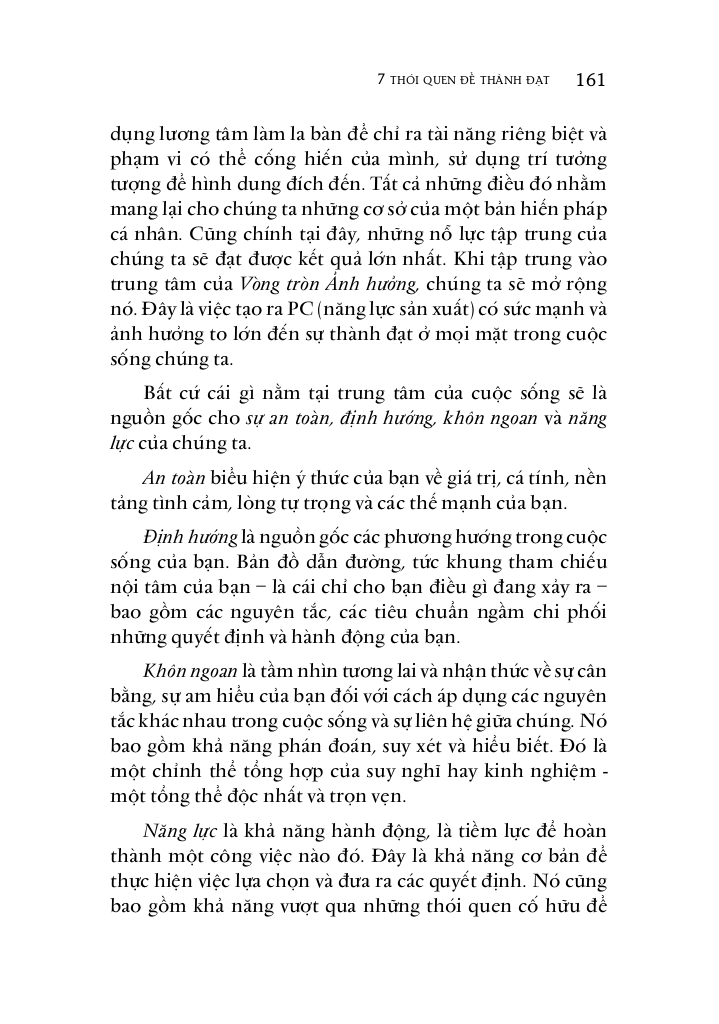 7 THÓI QUEN ĐỂ THÀNH ĐẠT 161
dụng lương tâm làm la bàn để chỉ ra tài năng riêng biệt và
phạm vi có thể cống hiến của mình, sử dụng trí tưởng
tượng để hình dung đích đến. Tất cả những điều đó nhằm
mang lại cho chúng ta những cơ sở của một bản hiến pháp
cá nhân. Cũng chính tại đây, những nỗ lực tập trung của
chúng ta sẽ đạt được kết quả lớn nhất. Khi tập trung vào
trung tâm của Vòng tròn Ảnh hưởng, chúng ta sẽ mở rộng
nó. Đây là việc tạo ra PC (năng lực sản xuất) có sức mạnh và
ảnh hưởng to lớn đến sự thành đạt ở mọi mặt trong cuộc
sống chúng ta.
Bất cứ cái gì nằm tại trung tâm của cuộc sống sẽ là
nguồn gốc cho sự an toàn, định hướng, khôn ngoan và năng
lực của chúng ta.
An toàn biểu hiện ý thức của bạn về giá trị, cá tính, nền
tảng tình cảm, lòng tự trọng và các thế mạnh của bạn.
Định hướng là nguồn gốc các phương hướng trong cuộc
sống của bạn. Bản đồ dẫn đường, tức khung tham chiếu
nội tâm của bạn – là cái chỉ cho bạn điều gì đang xảy ra –
bao gồm các nguyên tắc, các tiêu chuẩn ngầm chi phối
những quyết định và hành động của bạn.
Khôn ngoan là tầm nhìn tương lai và nhận thức về sự cân
bằng, sự am hiểu của bạn đối với cách áp dụng các nguyên
tắc khác nhau trong cuộc sống và sự liên hệ giữa chúng. Nó
bao gồm khả năng phán đoán, suy xét và hiểu biết. Đó là
một chỉnh thể tổng hợp của suy nghĩ hay kinh nghiệm -
một tổng thể độc nhất và trọn vẹn.
Năng lực là khả năng hành động, là tiềm lực để hoàn
thành một công việc nào đó. Đây là khả năng cơ bản để
thực hiện việc lựa chọn và đưa ra các quyết định. Nó cũng
bao gồm khả năng vượt qua những thói quen cố hữu để